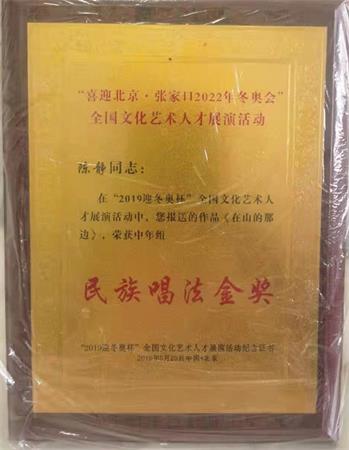 “喜迎北京·张家口2022年冬奥会”
全国文化艺术人才展演活动
陈静同志：
在“2019迎冬奥杯”全国文化艺术人
才展演活动中，您报送的作品《在山的那
边》，荣获中年组
民族唱法金奖
“2019迎冬奥杯”全国文化艺术人才展演活动纪念证书
中国•北京